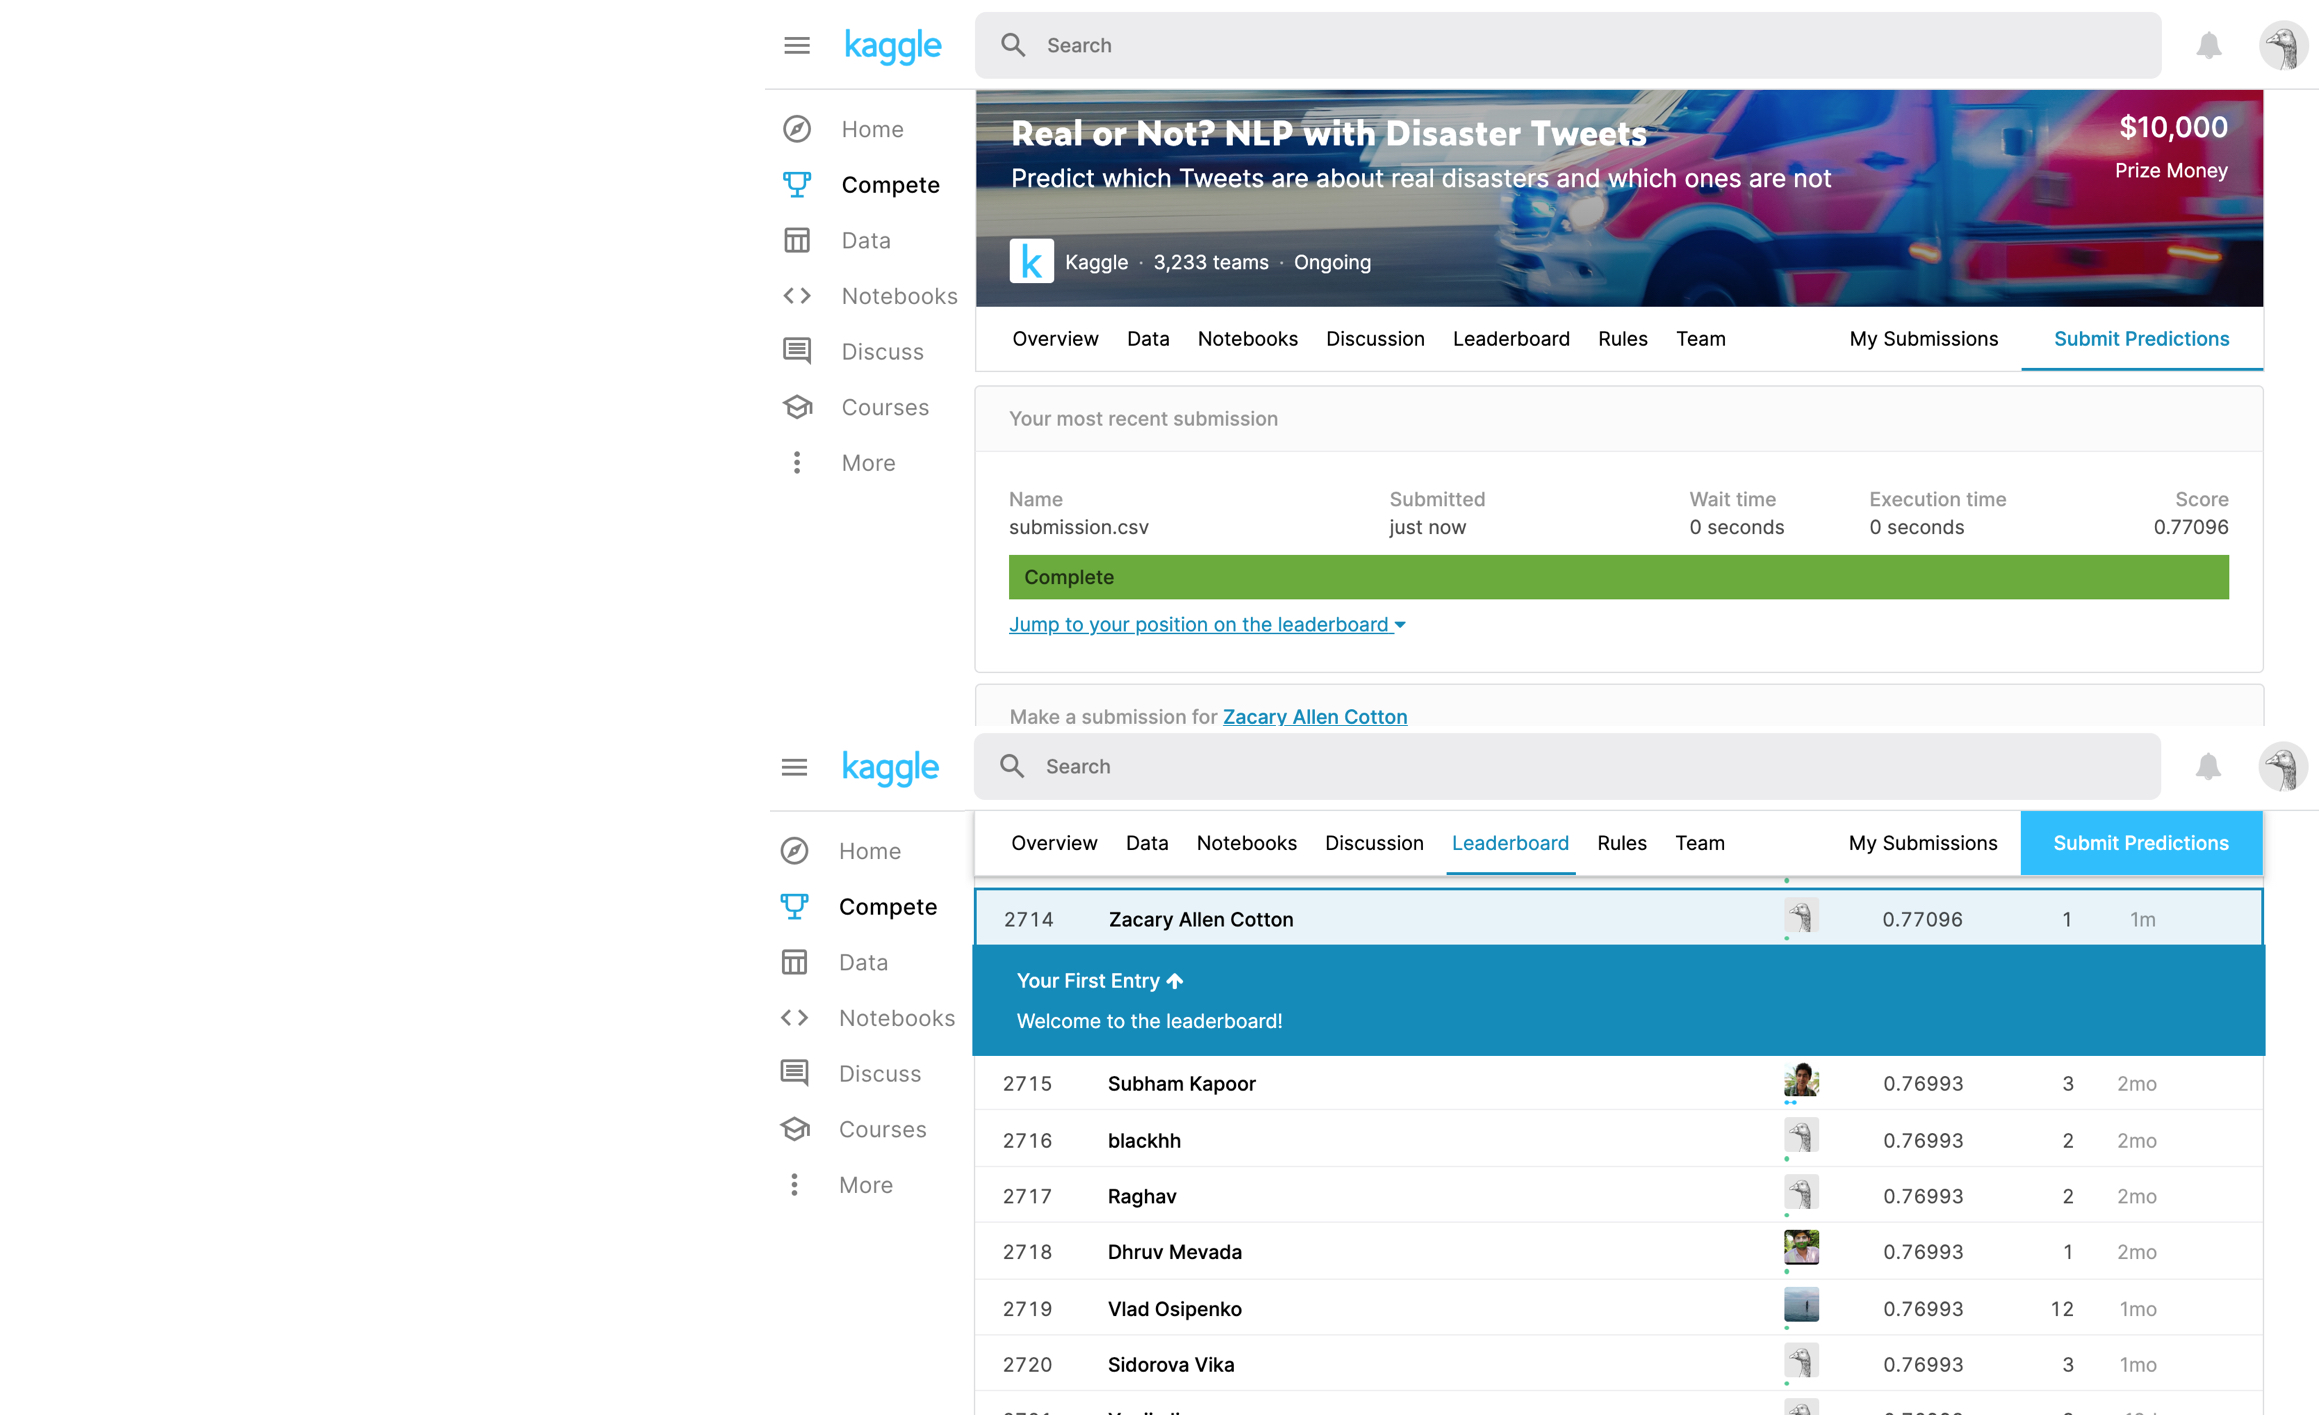 kaggle
Search
Home
Compete
Data
Notebooks
Discuss
Courses
More
Real or Not? NLP with Disaster Tweets
Predict which Tweets are about real disasters and which ones are not
$10,000
Prize Money
k
Kaggle · 3,233 teams · Ongoing
Overview Data Notebooks Discussion Leaderboard Rules Team My Submissions Submit Predictions
Your most recent submission
Name Submitted Wait time Execution time Score
submission.csv just now 0 seconds 0 seconds 0.77096
Complete
Jump to your position on the leaderboard
Make a submission for Zacary Allen Cotton
kaggle
Search
Home
Compete
Data
Notebooks
Discuss
Courses
More
Overview Data Notebooks Discussion Leaderboard Rules Team My Submissions Submit Predictions
2714 Zacary Allen Cotton 0.77096 1 1m
Your First Entry
Welcome to the leaderboard!
2715 Subham Kapoor 0.76993 3 2mo
2716 blackhh 0.76993 2 2mo
2717 Raghav 0.76993 2 2mo
2718 Dhruv Mevada 0.76993 1 2mo
2719 Vlad Osipenko 0.76993 12 1mo
2720 Sidorova Vika 0.76993 3 1mo